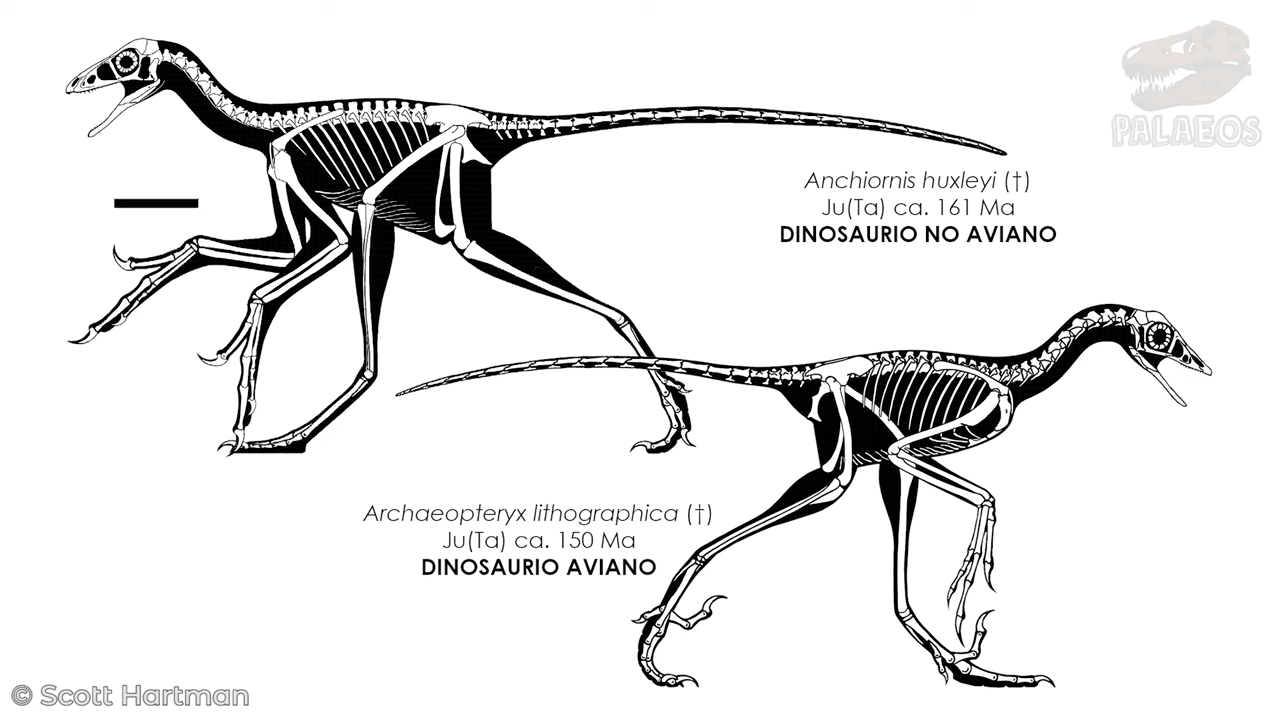 PALAEOS
Anchiornis huxleyi (†)
Ju(Ta) ca. 161 Ma
DINOSAURIO NO AVIANO
Archaeopteryx lithographica (†)
Ju(Ta) ca. 150 Ma
DINOSAURIO AVIANO
© Scott Hartman